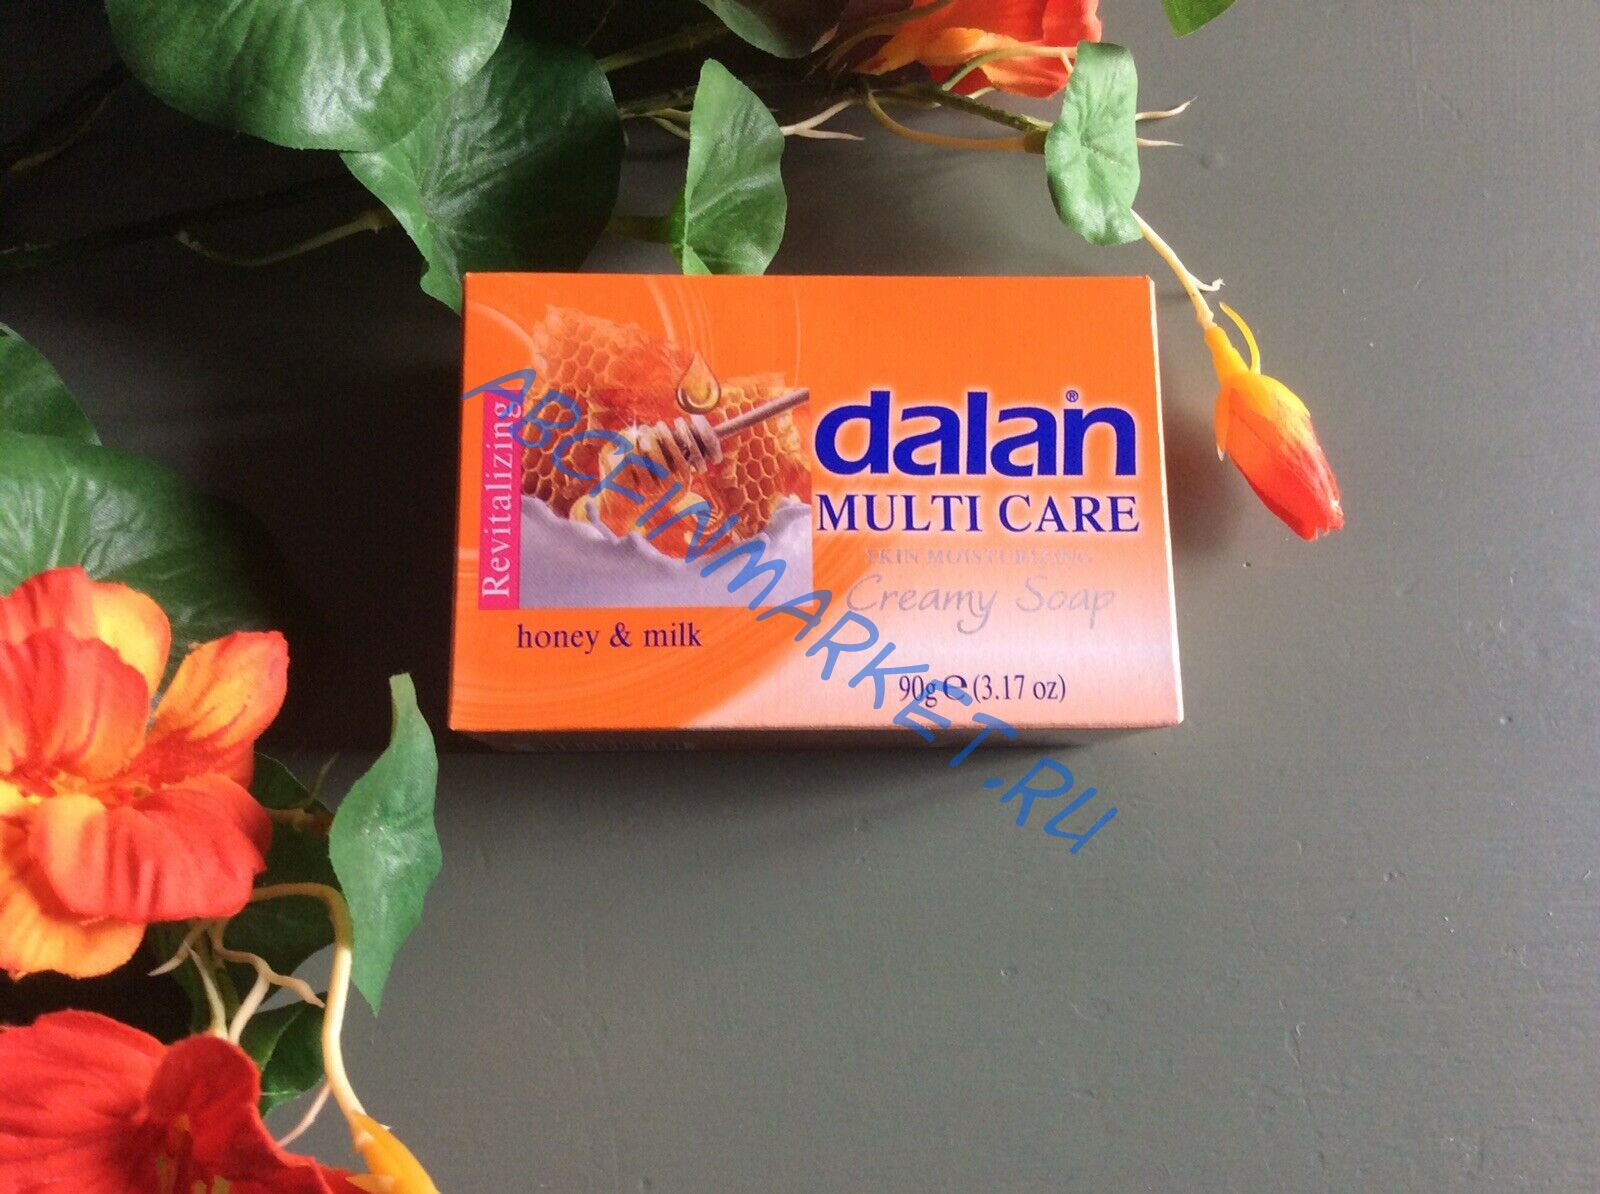 Revitalizing
honey & milk
dalan®
MULTI CARE
SKIN MOISTURIZING
Creamy Soap
90g ℮ (3.17 oz)
ABCFINMARKET.RU